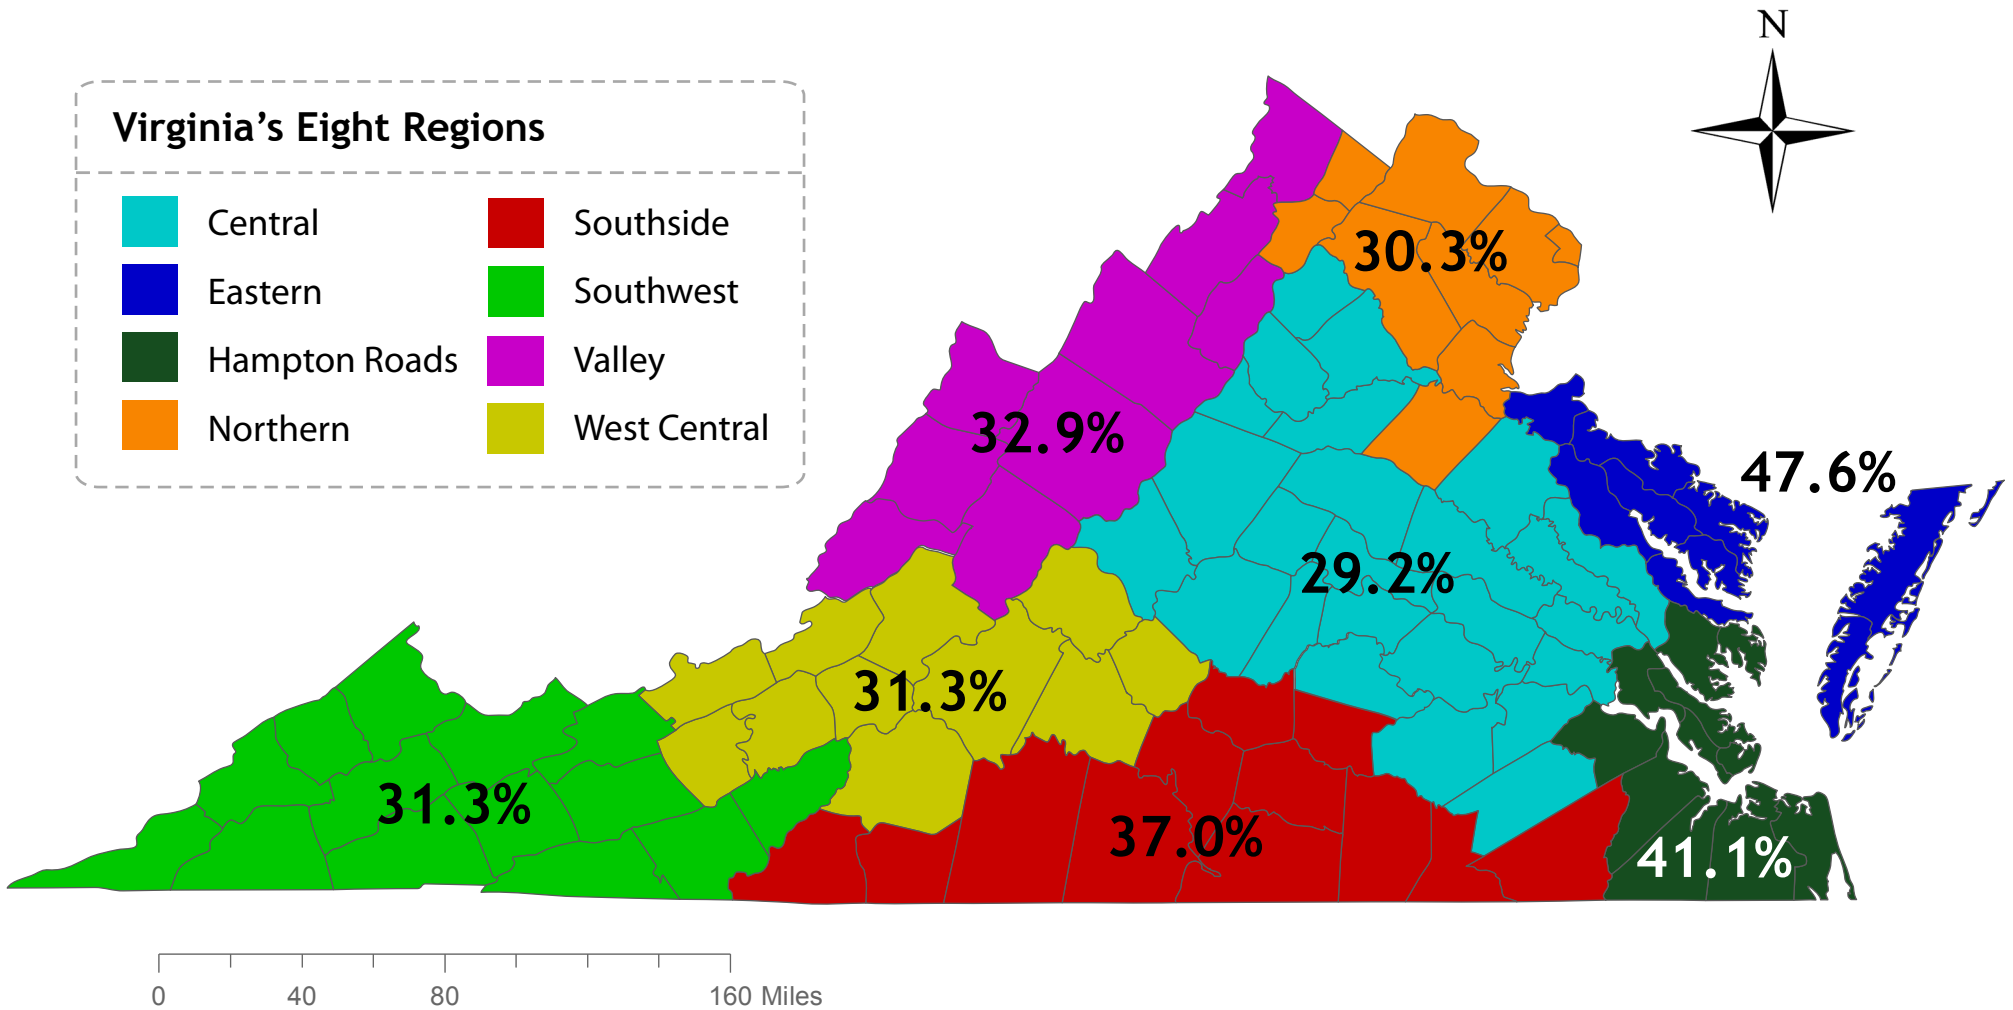 N
Virginia’s Eight Regions
Central
Southside
Eastern
Southwest
Hampton Roads
Valley
Northern
West Central
30.3%
32.9%
47.6%
29.2%
31.3%
31.3%
37.0%
41.1%
0 40 80 160 Miles